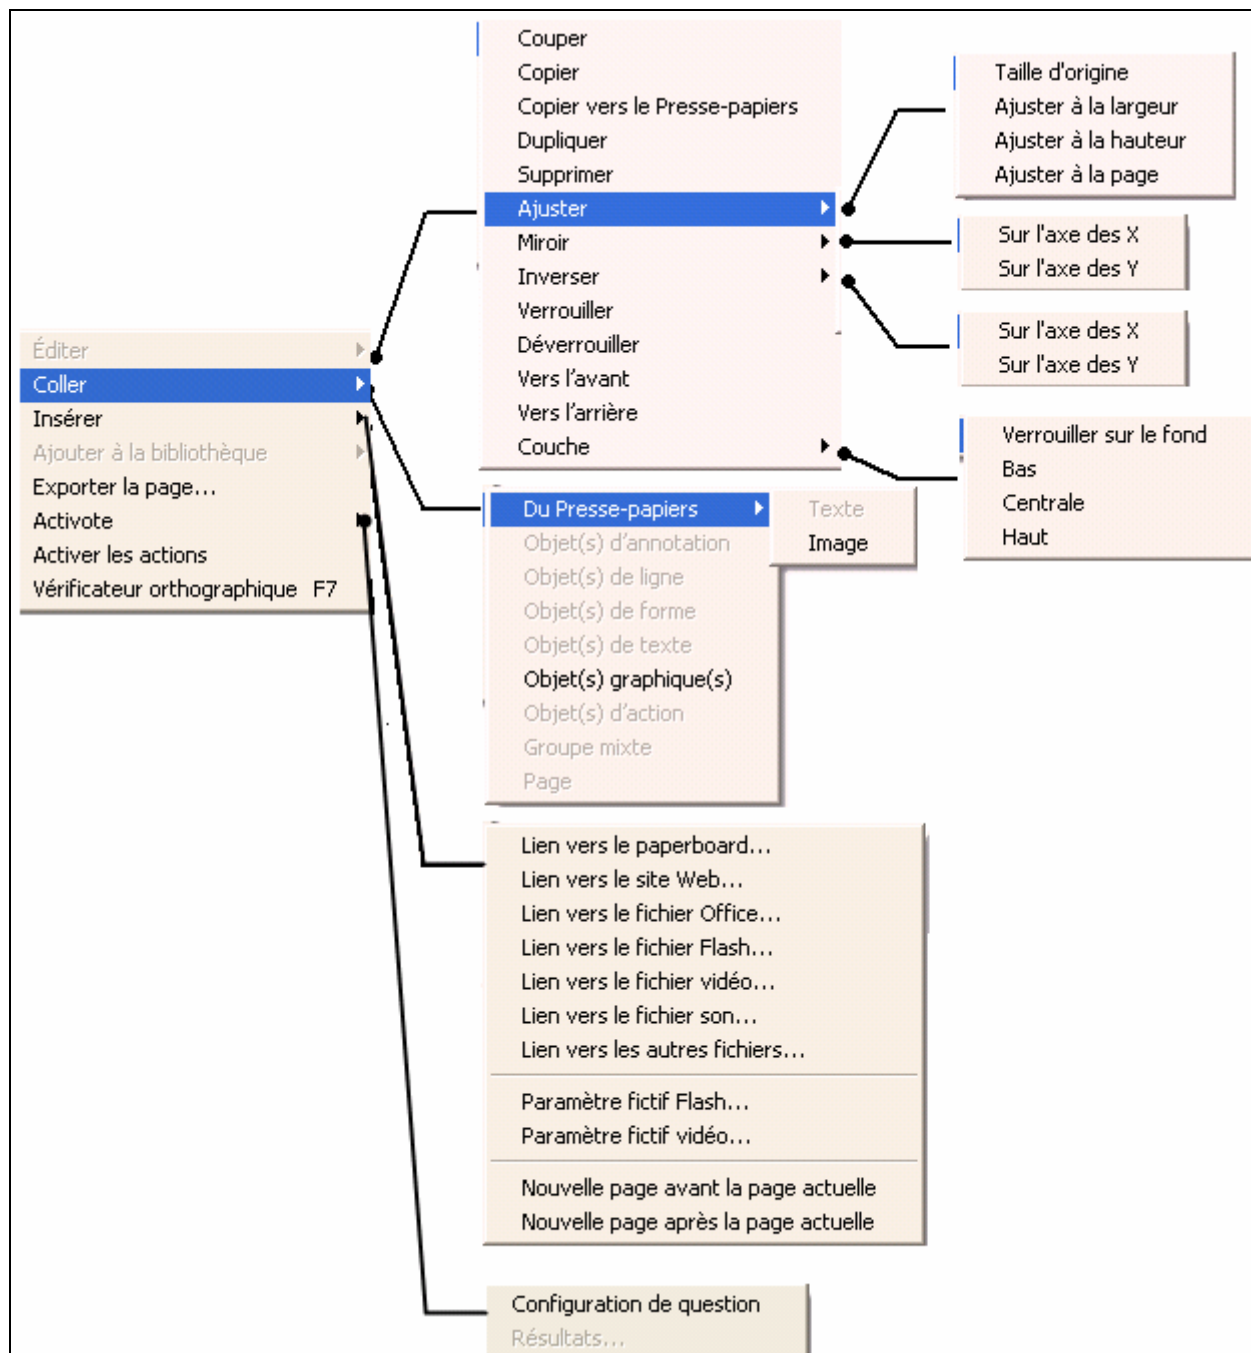 Éditer
Coller
Insérer
Ajouter à la bibliothèque
Exporter la page...
Activote
Activer les actions
Vérificateur orthographique F7
Couper
Copier
Copier vers le Presse-papiers
Dupliquer
Supprimer
Ajuster
Miroir
Inverser
Verrouiller
Déverrouiller
Vers l'avant
Vers l'arrière
Couche
Taille d'origine
Ajuster à la largeur
Ajuster à la hauteur
Ajuster à la page
Sur l'axe des X
Sur l'axe des Y
Sur l'axe des X
Sur l'axe des Y
Verrouiller sur le fond
Bas
Centrale
Haut
Du Presse-papiers
Objet(s) d'annotation
Objet(s) de ligne
Objet(s) de forme
Objet(s) de texte
Objet(s) graphique(s)
Objet(s) d'action
Groupe mixte
Page
Texte
Image
Lien vers le paperboard...
Lien vers le site Web...
Lien vers le fichier Office...
Lien vers le fichier Flash...
Lien vers le fichier vidéo...
Lien vers le fichier son...
Lien vers les autres fichiers...
Paramètre fictif Flash...
Paramètre fictif vidéo...
Nouvelle page avant la page actuelle
Nouvelle page après la page actuelle
Configuration de question
Résultats...